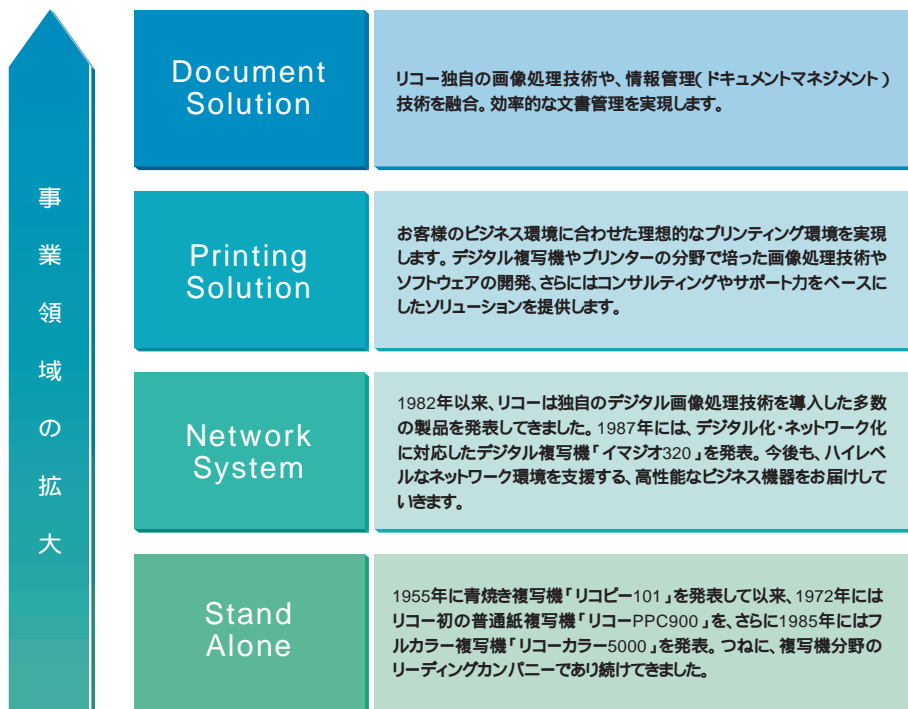 事業領域の拡大
Document
Solution
リコー独自の画像処理技術や、情報管理(ドキュメントマネジメント)
技術を融合。効率的な文書管理を実現します。
Printing
Solution
お客様のビジネス環境に合わせた理想的なプリンティング環境を実現
します。デジタル複写機やプリンターの分野で培った画像処理技術や
ソフトウェアの開発、さらにはコンサルティングやサポート力をベースに
したソリューションを提供します。
Network
System
1982年以来、リコーは独自のデジタル画像処理技術を導入した多数
の製品を発表してきました。1987年には、デジタル化・ネットワーク化
に対応したデジタル複写機「イマジオ320」を発表。今後も、ハイレベ
ルなネットワーク環境を支援する、高性能なビジネス機器をお届けして
いきます。
Stand
Alone
1955年に青焼き複写機「リコピー101」を発表して以来、1972年には
リコー初の普通紙複写機「リコーPPC900」を、さらに1985年にはフ
ルカラー複写機「リコーカラー5000」を発表。つねに、複写機分野の
リーディングカンパニーであり続けてきました。